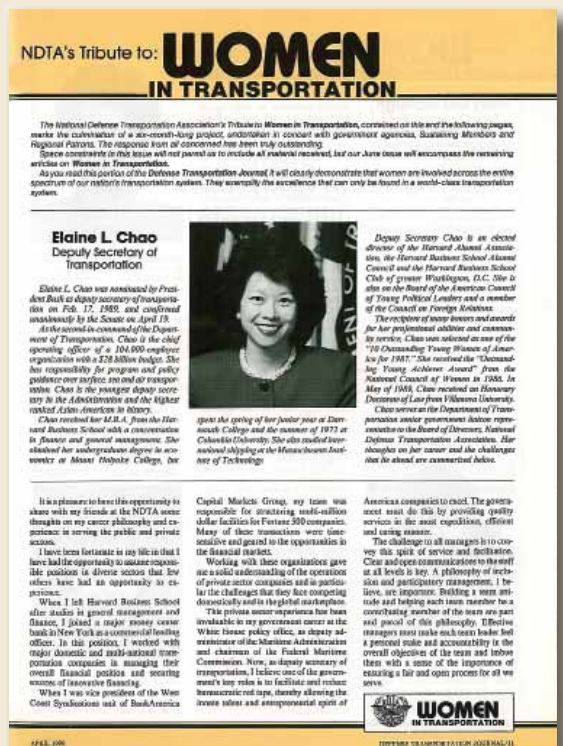 NDTA's Tribute to: WOMEN
IN TRANSPORTATION
The National Defense Transportation Association's Tribute to Women in Transportation, contained on this and the following pages,
marks the culmination of a six-month-long project, undertaken in concert with government agencies, Sustaining Members and
Regional Patrons. The response from all concerned has been truly outstanding.
Space constraints in this issue will not permit us to include all material received, but our June issue will encompass the remaining
articles on Women in Transportation.
As you read this portion of the Defense Transportation Journal, it will clearly demonstrate that women are involved across the entire
spectrum of our nation's transportation system. They exemplify the excellence that can only be found in a world-class transportation
system.
Elaine L. Chao
Deputy Secretary of
Transportation
Elaine L. Chao was nominated by Presi-
dent Bush as deputy secretary of transporta-
tion on Feb. 17, 1989, and confirmed
unanimously by the Senate on April 19.
As the second-in-command of the Depart-
ment of Transportation, Chao is the chief
operating officer of a 104,000-employee
organization with a $28 billion budget. She
has responsibility for program and policy
guidance over surface, sea and air transpor-
tation. Chao is the youngest deputy secre-
tary in the Administration and the highest
ranked Asian-American in history.
Chao received her M.B.A. from the Har-
vard Business School with a concentration
in finance and general management. She
obtained her undergraduate degree in eco-
nomics at Mount Holyoke College, but
spent the spring of her junior year at Dart-
mouth College and the summer of 1973 at
Columbia University. She also studied inter-
national shipping at the Massachusetts Insti-
tute of Technology.
Deputy Secretary Chao is an elected
director of the Harvard Alumni Associa-
tion, the Harvard Business School Alumni
Council and the Harvard Business School
Club of greater Washington, D.C. She is
also on the Board of the American Council
of Young Political Leaders and a member
of the Council on Foreign Relations.
The recipient of many honors and awards
for her professional abilities and commun-
ity service, Chao was selected as one of the
"10 Outstanding Young Women of Amer-
ica for 1987." She received the "Outstand-
ing Young Achiever Award" from the
National Council of Women in 1986. In
May of 1989, Chao received an Honorary
Doctorate of Law from Villanova University.
Chao serves as the Department of Trans-
portation senior government liaison repre-
sentative to the Board of Directors, National
Defense Transportation Association. Her
thoughts on her career and the challenges
that lie ahead are summarized below.
It is a pleasure to have this opportunity to
share with my friends at the NDTA some
thoughts on my career philosophy and ex-
perience in serving the public and private
sectors.
I have been fortunate in my life in that I
have had the opportunity to assume respons-
ible positions in diverse sectors that few
others have had an opportunity to ex-
perience.
When I left Harvard Business School
after studies in general management and
finance, I joined a major money center
bank in New York as a commercial lending
officer. In this position, I worked with
major domestic and multi-national trans-
portation companies in managing their
overall financial position and securing
sources of innovative financing.
When I was vice president of the West
Coast Syndications unit of BankAmerica
Capital Markets Group, my team was
responsible for structuring multi-million
dollar facilities for Fortune 500 companies.
Many of these transactions were time-
sensitive and geared to the opportunities in
the financial markets.
Working with these organizations gave
me a solid understanding of the operations
of private sector companies and in particu-
lar the challenges that they face competing
domestically and in the global marketplace.
This private sector experience has been
invaluable in my government career at the
White House policy office, as deputy ad-
ministrator of the Maritime Administration
and chairman of the Federal Maritime
Commission. Now, as deputy secretary of
transportation, I believe one of the govern-
ment's key roles is to facilitate and reduce
bureaucratic red tape, thereby allowing the
innate talent and entrepreneurial spirit of
American companies to excel. The govern-
ment must do this by providing quality
services in the most expeditious, efficient
and caring manner.
The challenge to all managers is to con-
vey this spirit of service and facilitation.
Clear and open communications to the staff
at all levels is key. A philosophy of inclu-
sion and participatory management, I be-
lieve, are important. Building a team atti-
tude and helping each team member be a
contributing member of the team are part
and parcel of this philosophy. Effective
managers must make each team leader feel
a personal stake and accountability in the
overall objectives of the team and imbue
them with a sense of the importance of
ensuring a fair and open process for all we
serve.
WOMEN
IN TRANSPORTATION
APRIL, 1990
DEFENSE TRANSPORTATION JOURNAL/11